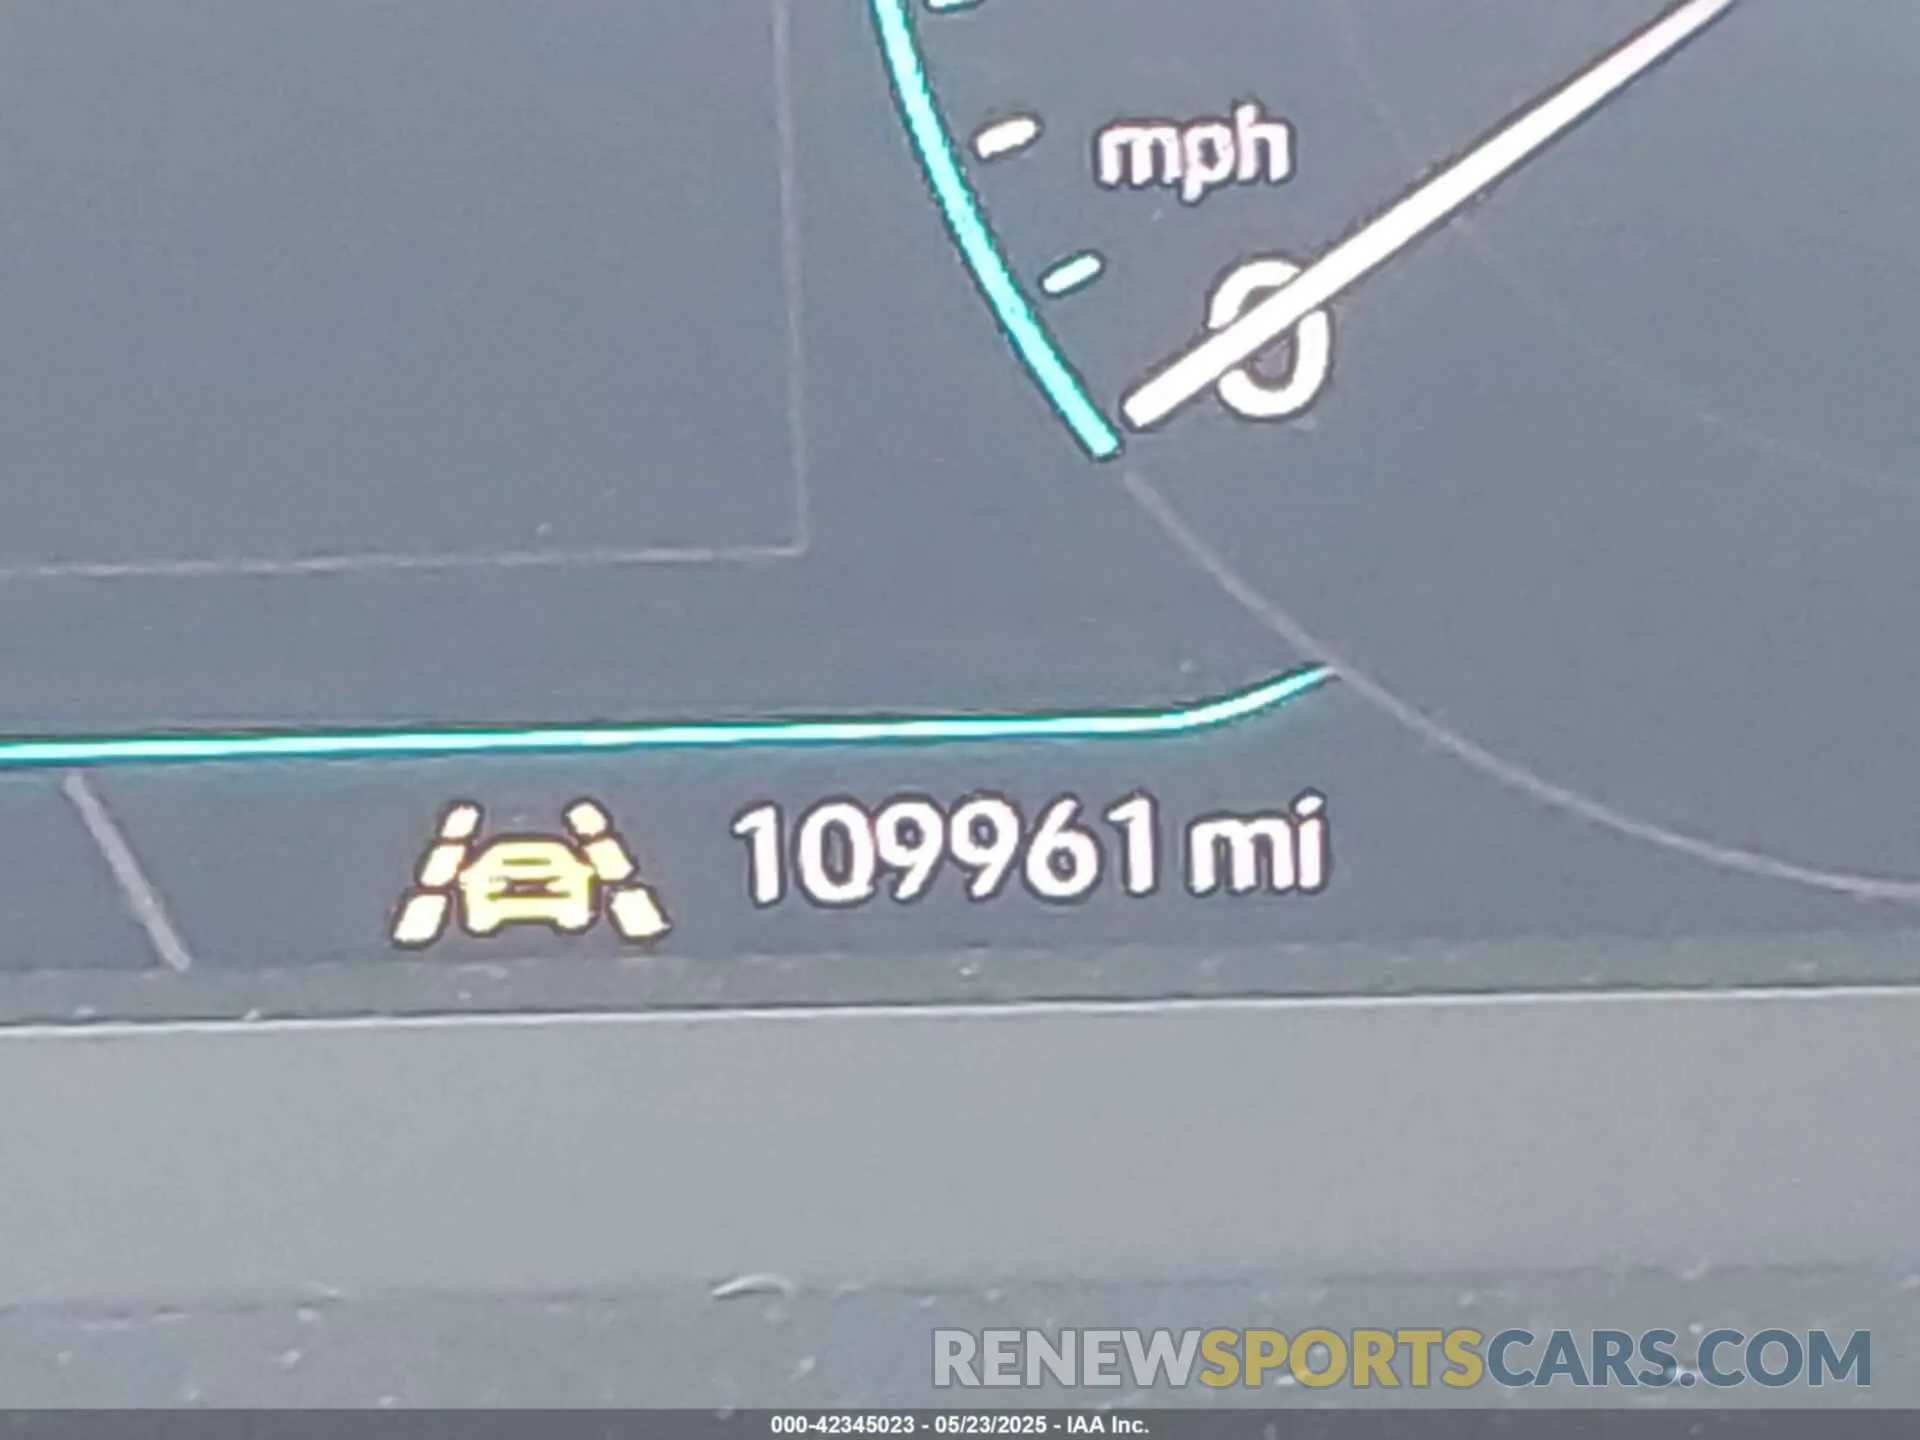 mph
0
109961 mi
RENEWSPORTSCARS.COM
000-42345023 - 05/23/2025 - IAA Inc.